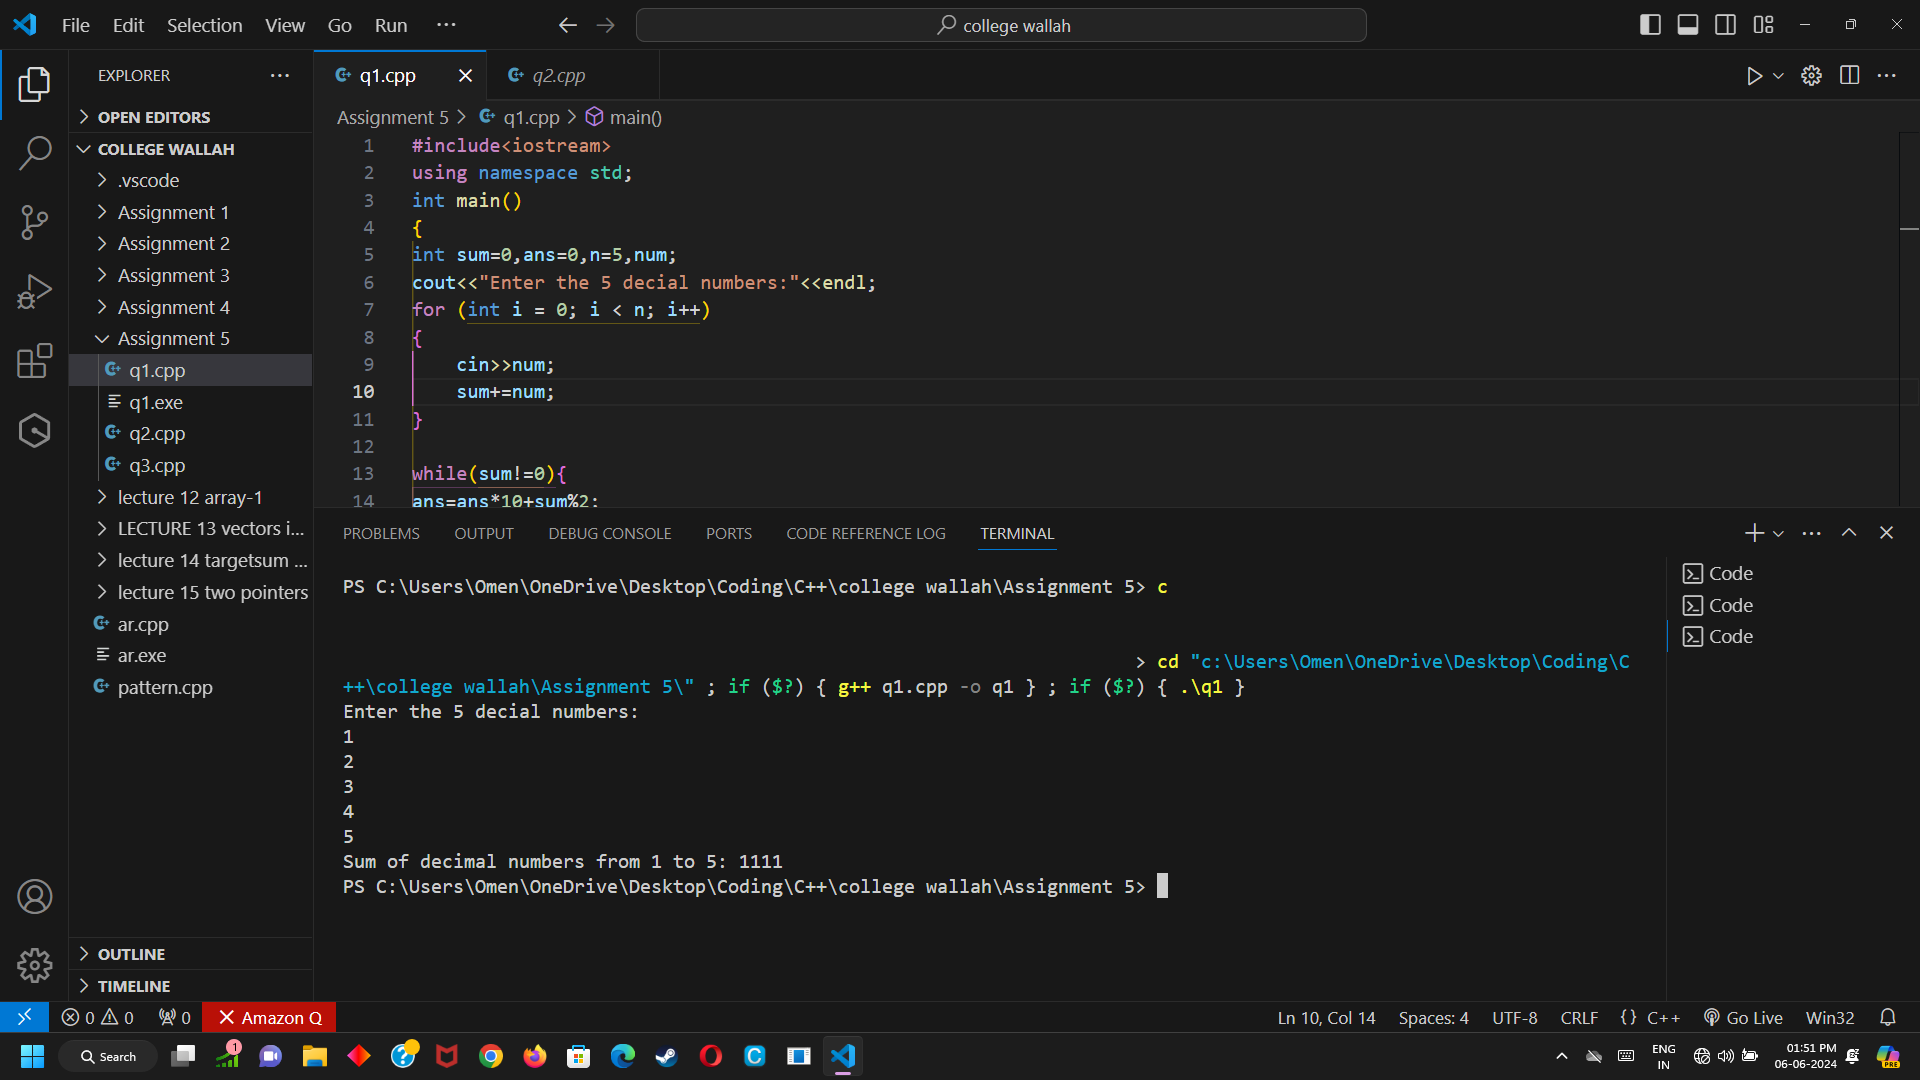 File Edit Selection View Go Run ···
college wallah
EXPLORER
OPEN EDITORS
COLLEGE WALLAH
.vscode
Assignment 1
Assignment 2
Assignment 3
Assignment 4
Assignment 5
q1.cpp
q1.exe
q2.cpp
q3.cpp
lecture 12 array-1
LECTURE 13 vectors i...
lecture 14 targetsum ...
lecture 15 two pointers
ar.cpp
ar.exe
pattern.cpp
OUTLINE
TIMELINE
q1.cpp q2.cpp
Assignment 5 > q1.cpp > main()
1 #include<iostream>
2 using namespace std;
3 int main()
4 {
5 int sum=0,ans=0,n=5,num;
6 cout<<"Enter the 5 decial numbers:"<<endl;
7 for (int i = 0; i < n; i++)
8 {
9 cin>>num;
10 sum+=num;
11 }
12
13 while(sum!=0){
14 ans=ans*10+sum%2;
PROBLEMS OUTPUT DEBUG CONSOLE PORTS CODE REFERENCE LOG TERMINAL
PS C:\Users\Omen\OneDrive\Desktop\Coding\C++\college wallah\Assignment 5> c
> cd "c:\Users\Omen\OneDrive\Desktop\Coding\C
++\college wallah\Assignment 5\" ; if ($?) { g++ q1.cpp -o q1 } ; if ($?) { .\q1 }
Enter the 5 decial numbers:
1
2
3
4
5
Sum of decimal numbers from 1 to 5: 1111
PS C:\Users\Omen\OneDrive\Desktop\Coding\C++\college wallah\Assignment 5>
Code
Code
Code
0 0 0 Amazon Q
Ln 10, Col 14 Spaces: 4 UTF-8 CRLF {} C++ Go Live Win32
Search
1
ENG
IN
01:51 PM
06-06-2024
PRE